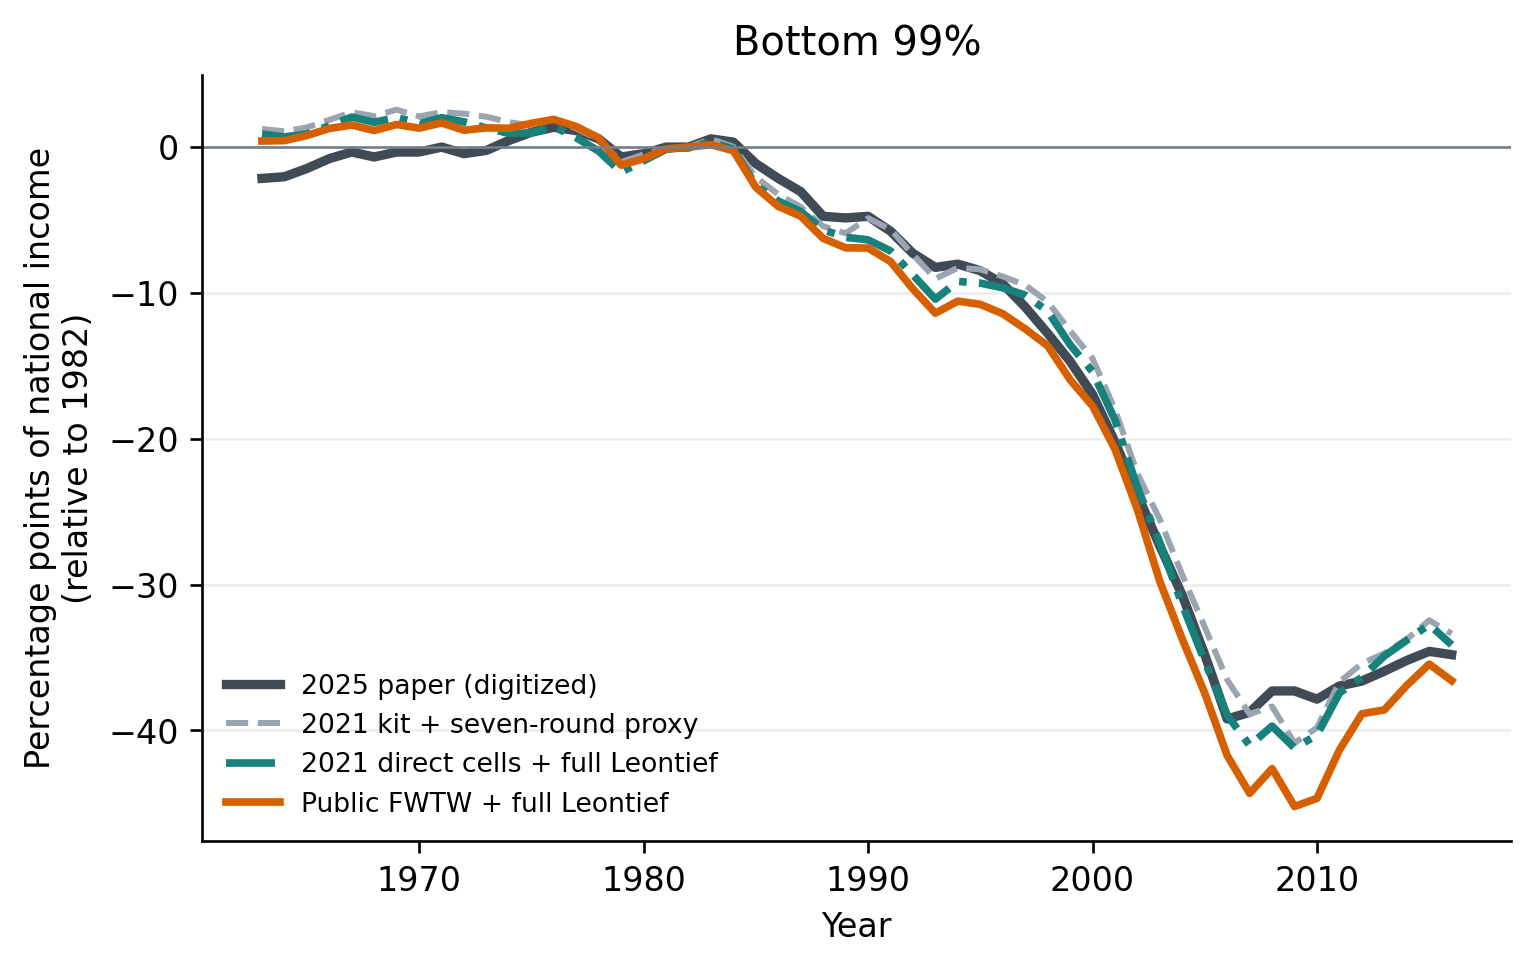 Bottom 99%
Percentage points of national income
(relative to 1982)
0
−10
−20
−30
−40
2025 paper (digitized)
2021 kit + seven-round proxy
2021 direct cells + full Leontief
Public FWTW + full Leontief
1970 1980 1990 2000 2010
Year